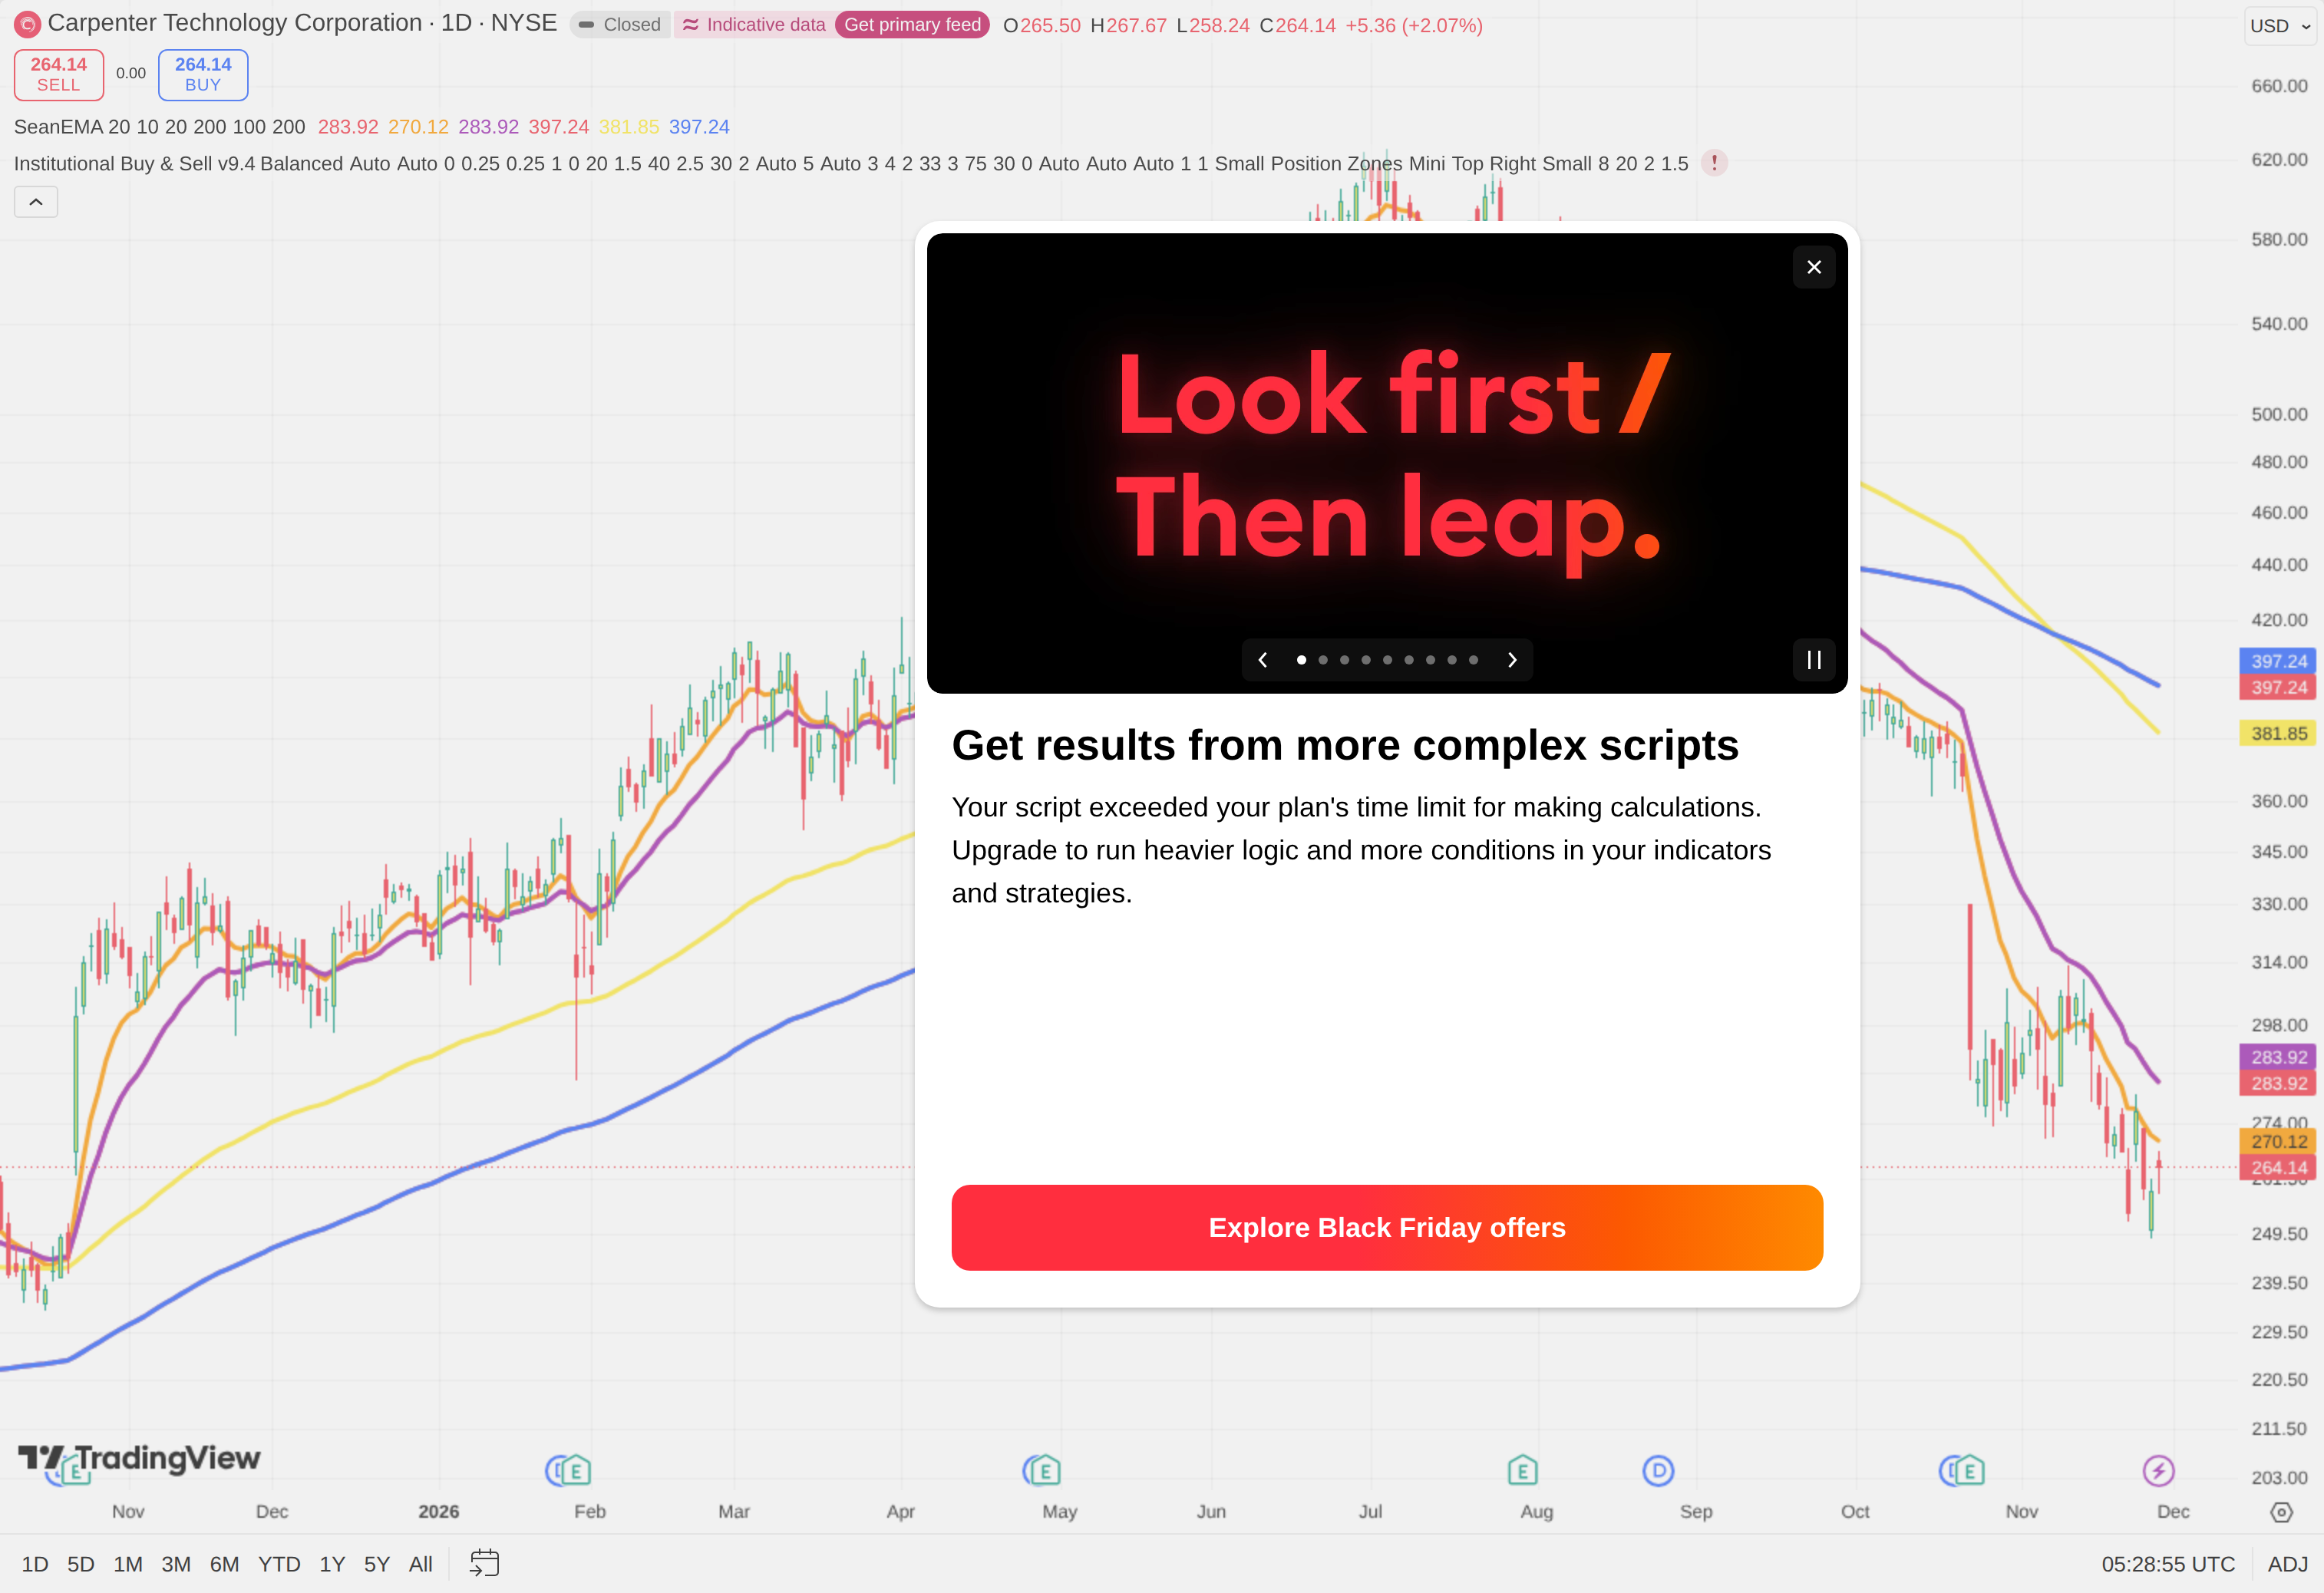 Carpenter Technology Corporation · 1D · NYSE Closed Indicative data Get primary feed O265.50 H267.67 L258.24 C264.14 +5.36 (+2.07%)
USD
264.14 SELL
0.00
264.14 BUY
SeanEMA 20 10 20 200 100 200 283.92 270.12 283.92 397.24 381.85 397.24
Institutional Buy & Sell v9.4 Balanced Auto Auto 0 0.25 0.25 1 0 20 1.5 40 2.5 30 2 Auto 5 Auto 3 4 2 33 3 75 30 0 Auto Auto Auto 1 1 Small Position Zones Mini Top Right Small 8 20 2 1.5 !
660.00
620.00
580.00
540.00
500.00
480.00
460.00
440.00
420.00
397.24
397.24
381.85
360.00
345.00
330.00
314.00
298.00
283.92
283.92
274.00
270.12
264.14
249.50
239.50
229.50
220.50
211.50
203.00
Look first /
Then leap.
Get results from more complex scripts
Your script exceeded your plan's time limit for making calculations.
Upgrade to run heavier logic and more conditions in your indicators
and strategies.
Explore Black Friday offers
TradingView
E E E E D E
Nov Dec 2026 Feb Mar Apr May Jun Jul Aug Sep Oct Nov Dec
1D 5D 1M 3M 6M YTD 1Y 5Y All
05:28:55 UTC ADJ